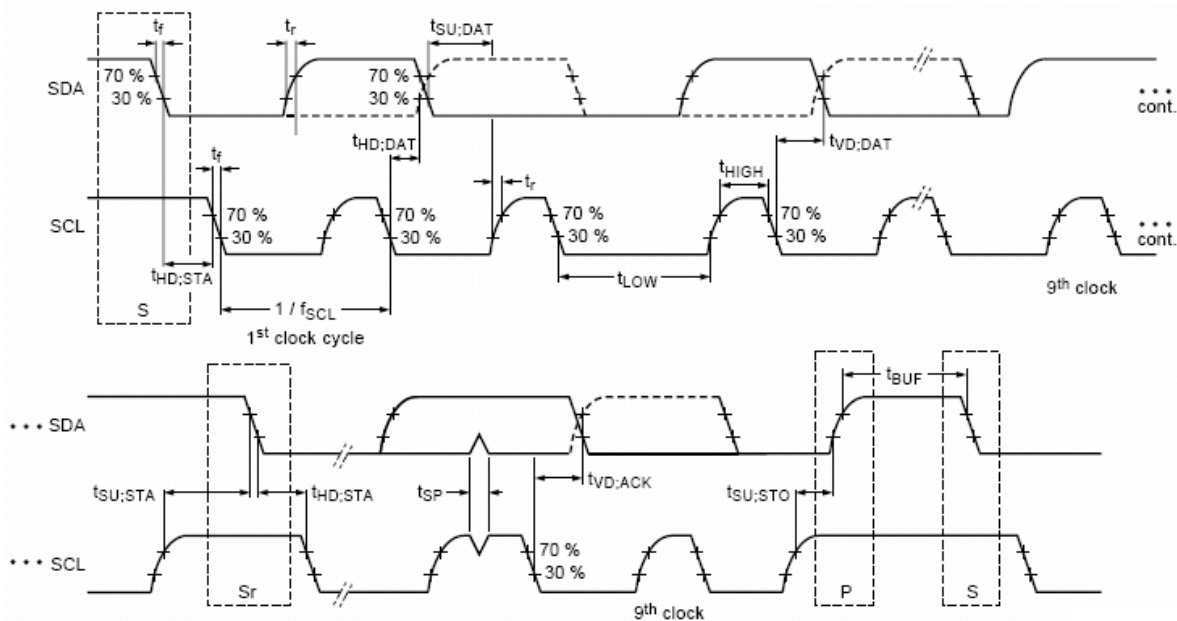 tf tr tSU;DAT
70 % 70 %
SDA 30 % 30 % • • • cont.
tHD;DAT tVD;DAT
tf tr tHIGH
70 % 70 % 70 % 70 %
SCL 30 % 30 % 30 % 30 % • • • cont.
tHD;STA tLOW 9th clock
S 1 / fSCL
1st clock cycle
tBUF
• • • SDA
tSU;STA tHD;STA tSP tVD;ACK tSU;STO
70 %
• • • SCL 30 %
Sr P S
9th clock